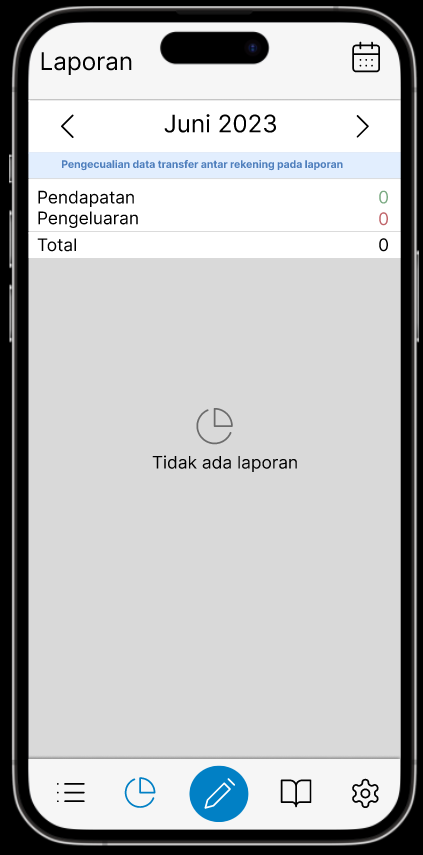 Laporan
Juni 2023
Pengecualian data transfer antar rekening pada laporan
Pendapatan 0
Pengeluaran 0
Total 0
Tidak ada laporan